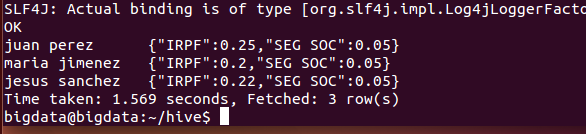 SLF4J: Actual binding is of type [org.slf4j.impl.Log4jLoggerFacto
OK
juan perez {"IRPF":0.25,"SEG SOC":0.05}
maria jimenez {"IRPF":0.2,"SEG SOC":0.05}
jesus sanchez {"IRPF":0.22,"SEG SOC":0.05}
Time taken: 1.569 seconds, Fetched: 3 row(s)
bigdata@bigdata:~/hive$